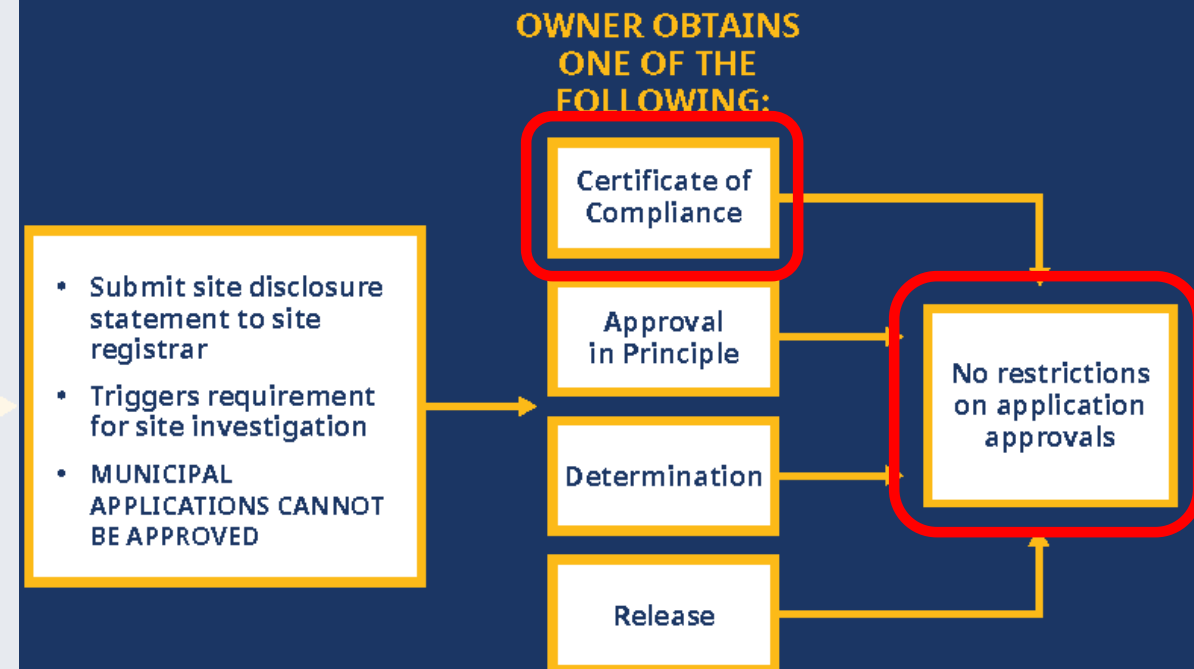 OWNER OBTAINS
ONE OF THE
FOLLOWING:
• Submit site disclosure
statement to site
registrar
• Triggers requirement
for site investigation
• MUNICIPAL
APPLICATIONS CANNOT
BE APPROVED
Certificate of
Compliance
Approval
in Principle
Determination
Release
No restrictions
on application
approvals